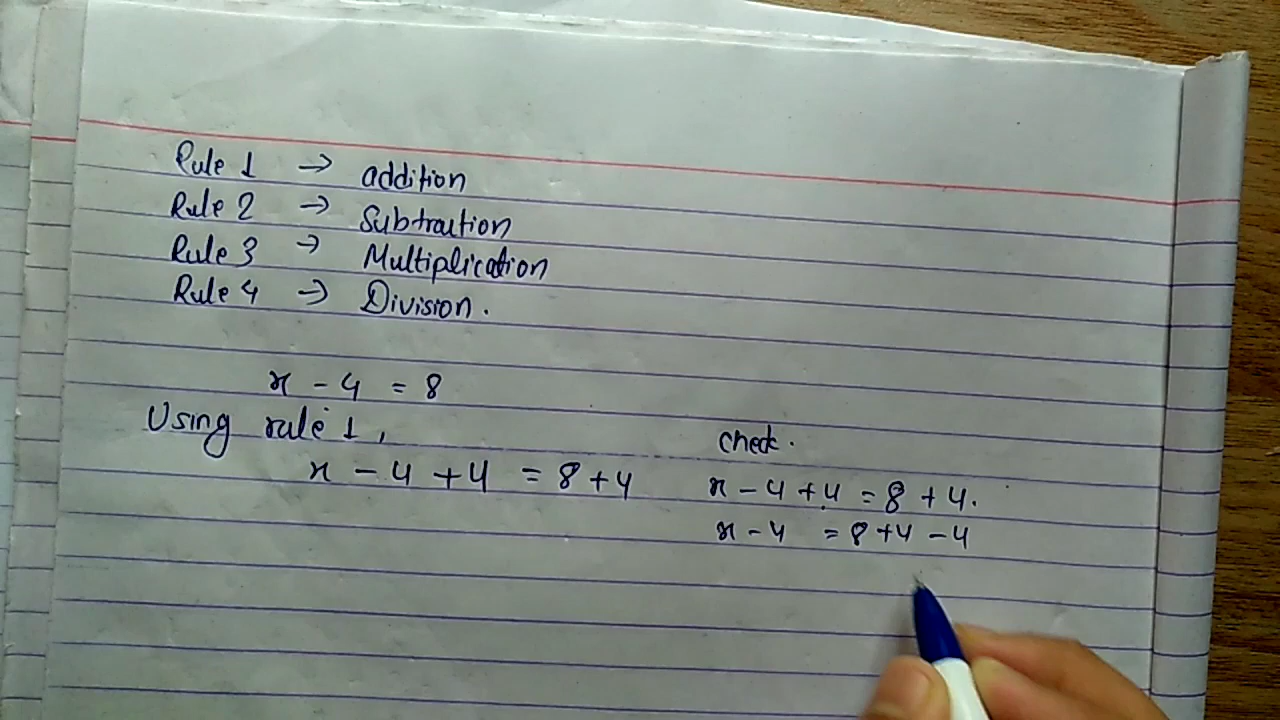 Rule 1 → addition
Rule 2 → Subtraction
Rule 3 → Multiplication
Rule 4 → Division.
x - 4 = 8
Using rule 1,
x - 4 + 4 = 8 + 4
check.
x - 4 + 4 = 8 + 4.
x - 4 = 8 + 4 - 4